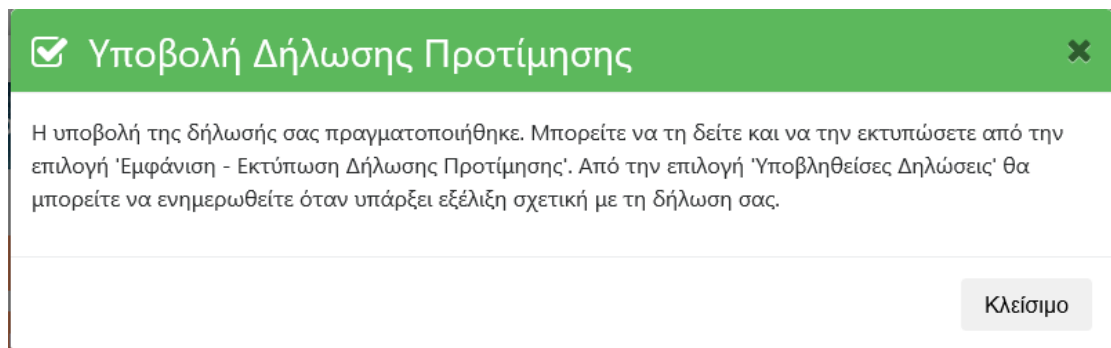 Υποβολή Δήλωσης Προτίμησης
Η υποβολή της δήλωσής σας πραγματοποιήθηκε. Μπορείτε να τη δείτε και να την εκτυπώσετε από την
επιλογή 'Εμφάνιση - Εκτύπωση Δήλωσης Προτίμησης'. Από την επιλογή 'Υποβληθείσες Δηλώσεις' θα
μπορείτε να ενημερωθείτε όταν υπάρξει εξέλιξη σχετική με τη δήλωση σας.
Κλείσιμο